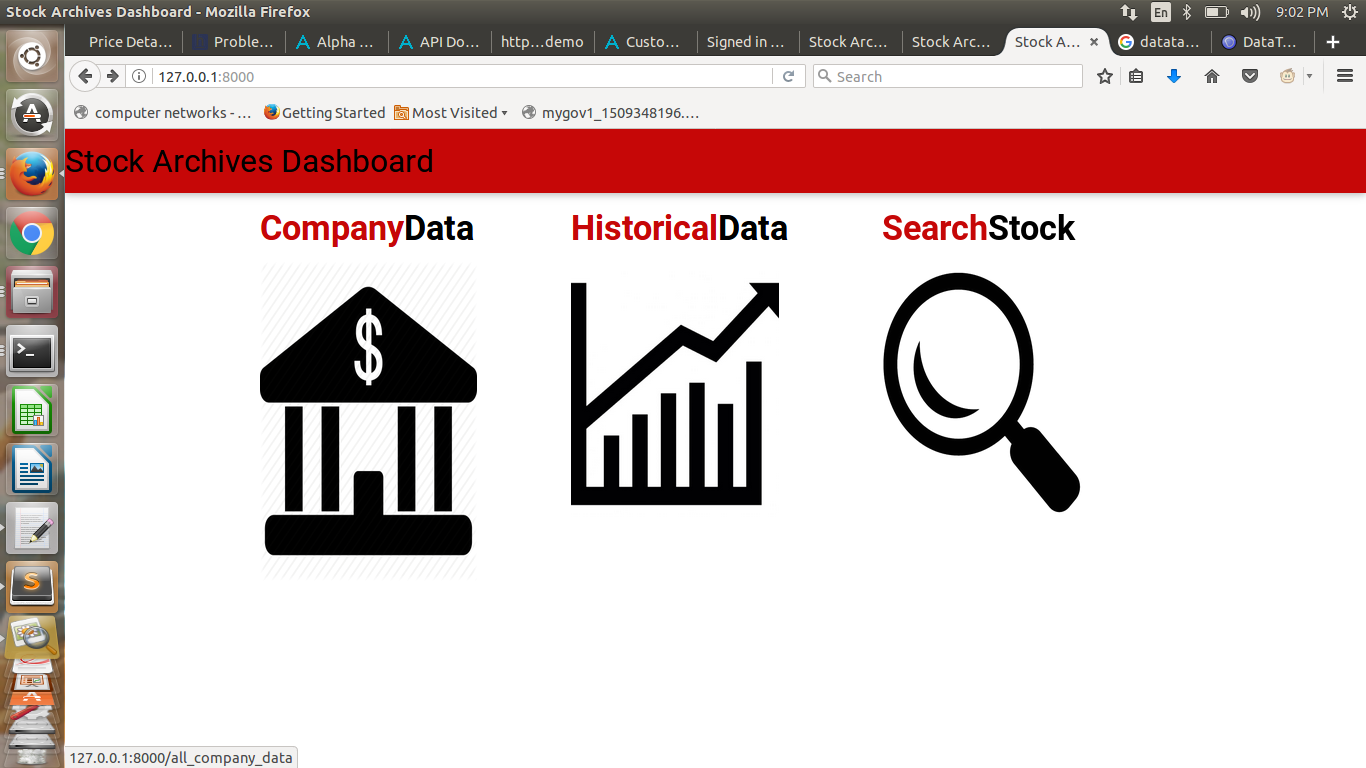 Stock Archives Dashboard - Mozilla Firefox
En
9:02 PM
Price Deta...
Proble...
Alpha ...
API Do...
http...demo
Custo...
Signed in ...
Stock Arc...
Stock Arc...
Stock A...
datata...
DataT...
127.0.0.1:8000
Search
computer networks - ...
Getting Started
Most Visited
mygov1_1509348196....
Stock Archives Dashboard
CompanyData
HistoricalData
SearchStock
$
127.0.0.1:8000/all_company_data